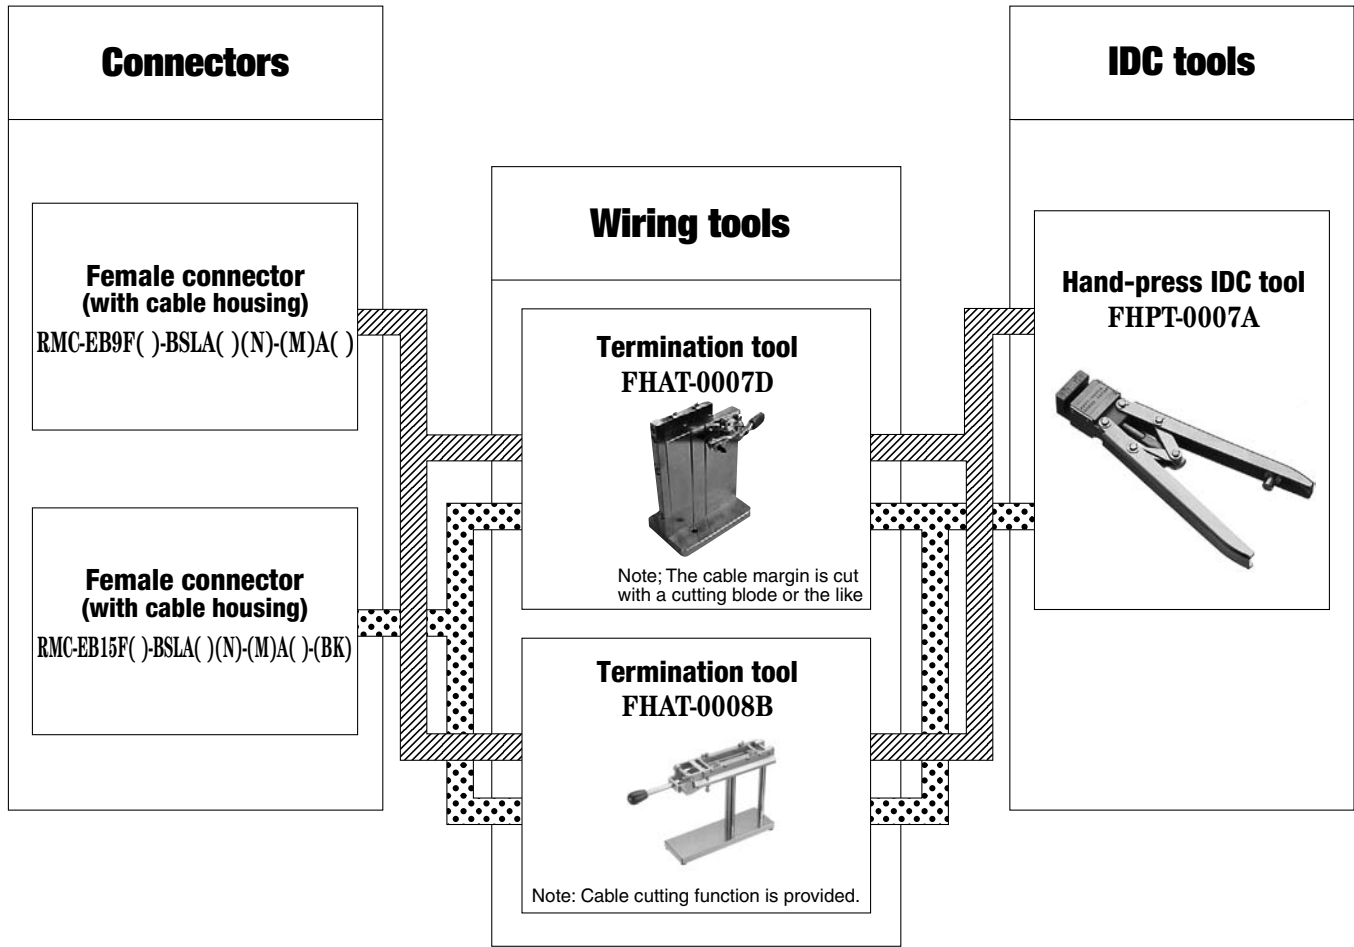 Connectors
Female connector
(with cable housing)
RMC-EB9F( )-BSLA( )(N)-(M)A( )
Female connector
(with cable housing)
RMC-EB15F( )-BSLA( )(N)-(M)A( )-(BK)
Wiring tools
Termination tool
FHAT-0007D
Note; The cable margin is cut
with a cutting blode or the like
Termination tool
FHAT-0008B
Note: Cable cutting function is provided.
IDC tools
Hand-press IDC tool
FHPT-0007A